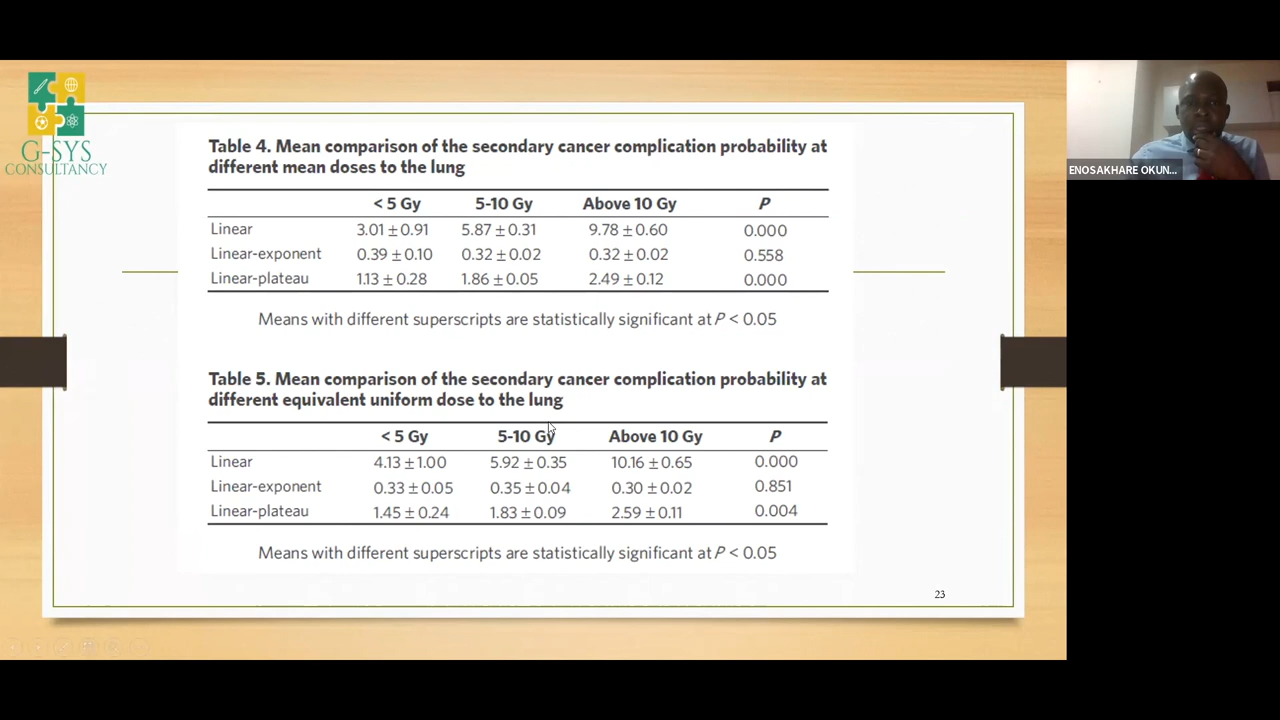 G-SYS
CONSULTANCY
ENOSAKHARE OKUN...
Table 4. Mean comparison of the secondary cancer complication probability at
different mean doses to the lung
< 5 Gy 5-10 Gy Above 10 Gy P
Linear 3.01 ± 0.91 5.87 ± 0.31 9.78 ± 0.60 0.000
Linear-exponent 0.39 ± 0.10 0.32 ± 0.02 0.32 ± 0.02 0.558
Linear-plateau 1.13 ± 0.28 1.86 ± 0.05 2.49 ± 0.12 0.000
Means with different superscripts are statistically significant at P < 0.05
Table 5. Mean comparison of the secondary cancer complication probability at
different equivalent uniform dose to the lung
< 5 Gy 5-10 Gy Above 10 Gy P
Linear 4.13 ± 1.00 5.92 ± 0.35 10.16 ± 0.65 0.000
Linear-exponent 0.33 ± 0.05 0.35 ± 0.04 0.30 ± 0.02 0.851
Linear-plateau 1.45 ± 0.24 1.83 ± 0.09 2.59 ± 0.11 0.004
Means with different superscripts are statistically significant at P < 0.05
23